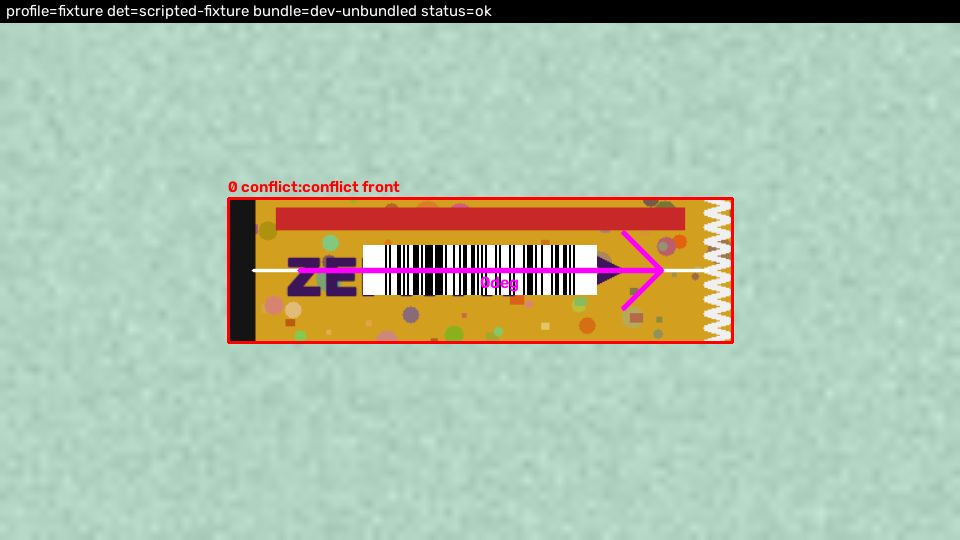 profile=fixture det=scripted-fixture bundle=dev-unbundled status=ok
0 conflict:conflict front
ZE
0deg